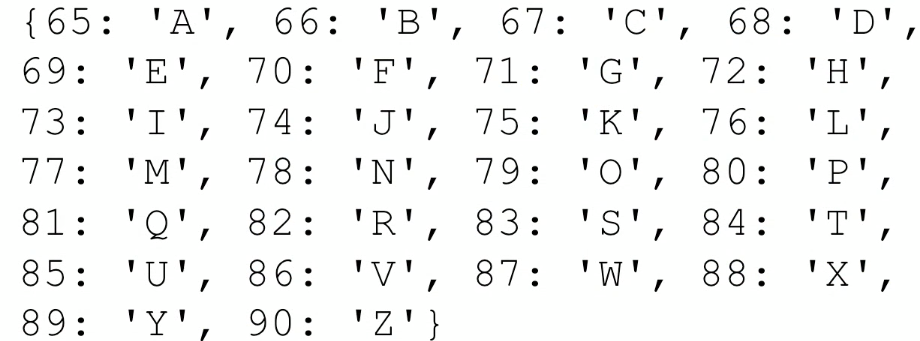 {65: 'A', 66: 'B', 67: 'C', 68: 'D',
69: 'E', 70: 'F', 71: 'G', 72: 'H',
73: 'I', 74: 'J', 75: 'K', 76: 'L',
77: 'M', 78: 'N', 79: 'O', 80: 'P',
81: 'Q', 82: 'R', 83: 'S', 84: 'T',
85: 'U', 86: 'V', 87: 'W', 88: 'X',
89: 'Y', 90: 'Z'}